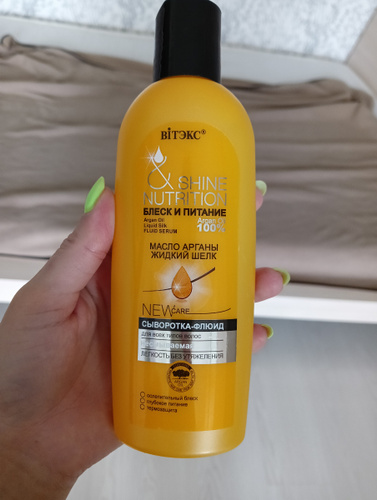 ВIТЭКС®
& SHINE
NUTRITION
БЛЕСК И ПИТАНИЕ
Argan Oil
Liquid Silk
FLUID SERUM
Argan Oil
100%
МАСЛО АРГАНЫ
ЖИДКИЙ ШЕЛК
NEW CARE
СЫВОРОТКА-ФЛЮИД
для всех типов волос
ЛЕГКОСТЬ БЕЗ УТЯЖЕЛЕНИЯ
ослепительный блеск
глубокое питание
термозащита